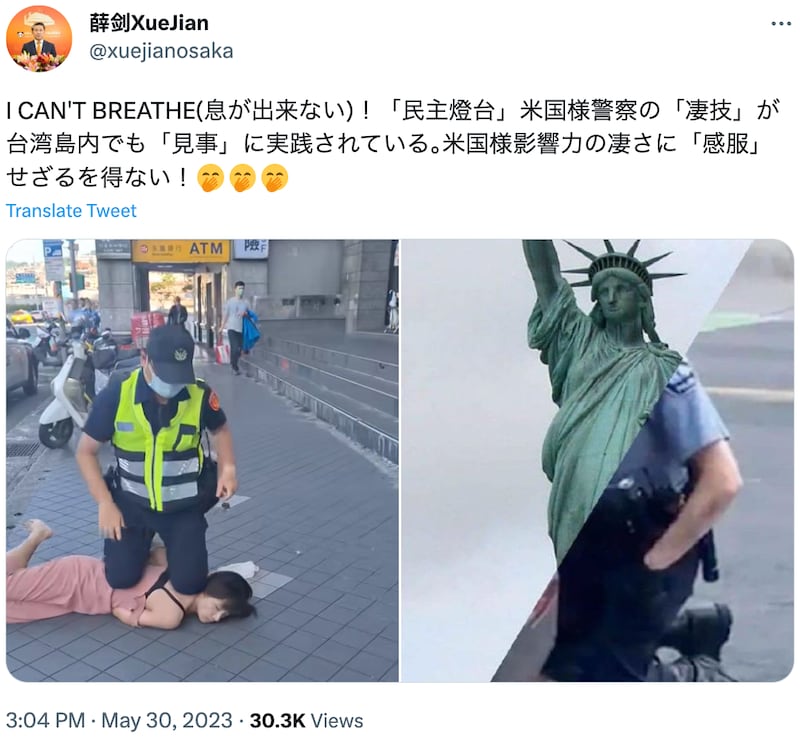 薛剑XueJian
@xuejianosaka
I CAN'T BREATHE(息が出来ない)！「民主燈台」米国様警察の「凄技」が
台湾島内でも「見事」に実践されている。米国様影響力の凄さに「感服」
せざるを得ない！🤭🤭🤭
Translate Tweet
P
ATM
險
3:04 PM · May 30, 2023 · 30.3K Views